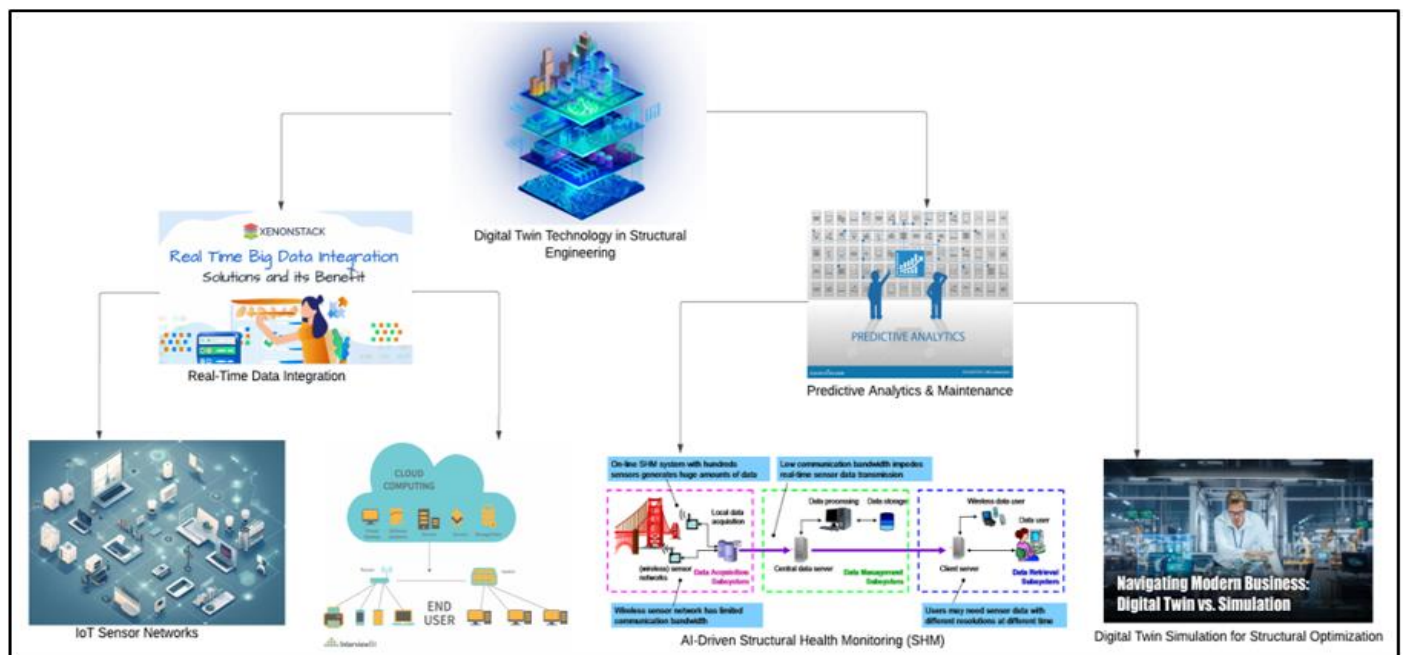 Digital Twin Technology in Structural
Engineering
XENONSTACK
Real Time Big Data Integration
Solutions and its Benefit
Real-Time Data Integration
PREDICTIVE ANALYTICS
Predictive Analytics & Maintenance
IoT Sensor Networks
CLOUD
COMPUTING
END
USER
InterviewBit
On-line SHM system with hundreds
sensors generates huge amounts of data
Low communication bandwidth impedes
real-time sensor data transmission
Local data
acquisition
(wireless) sensor
networks
Data Acquisition
Subsystem
Data processing
Data storage
Central data server
Data Management
Subsystem
Wireless data user
Data user
Client server
Data Retrieval
Subsystem
Wireless sensor network has limited
communication bandwidth
Users may need sensor data with
different resolutions at different time
AI-Driven Structural Health Monitoring (SHM)
Navigating Modern Business:
Digital Twin vs. Simulation
Digital Twin Simulation for Structural Optimization